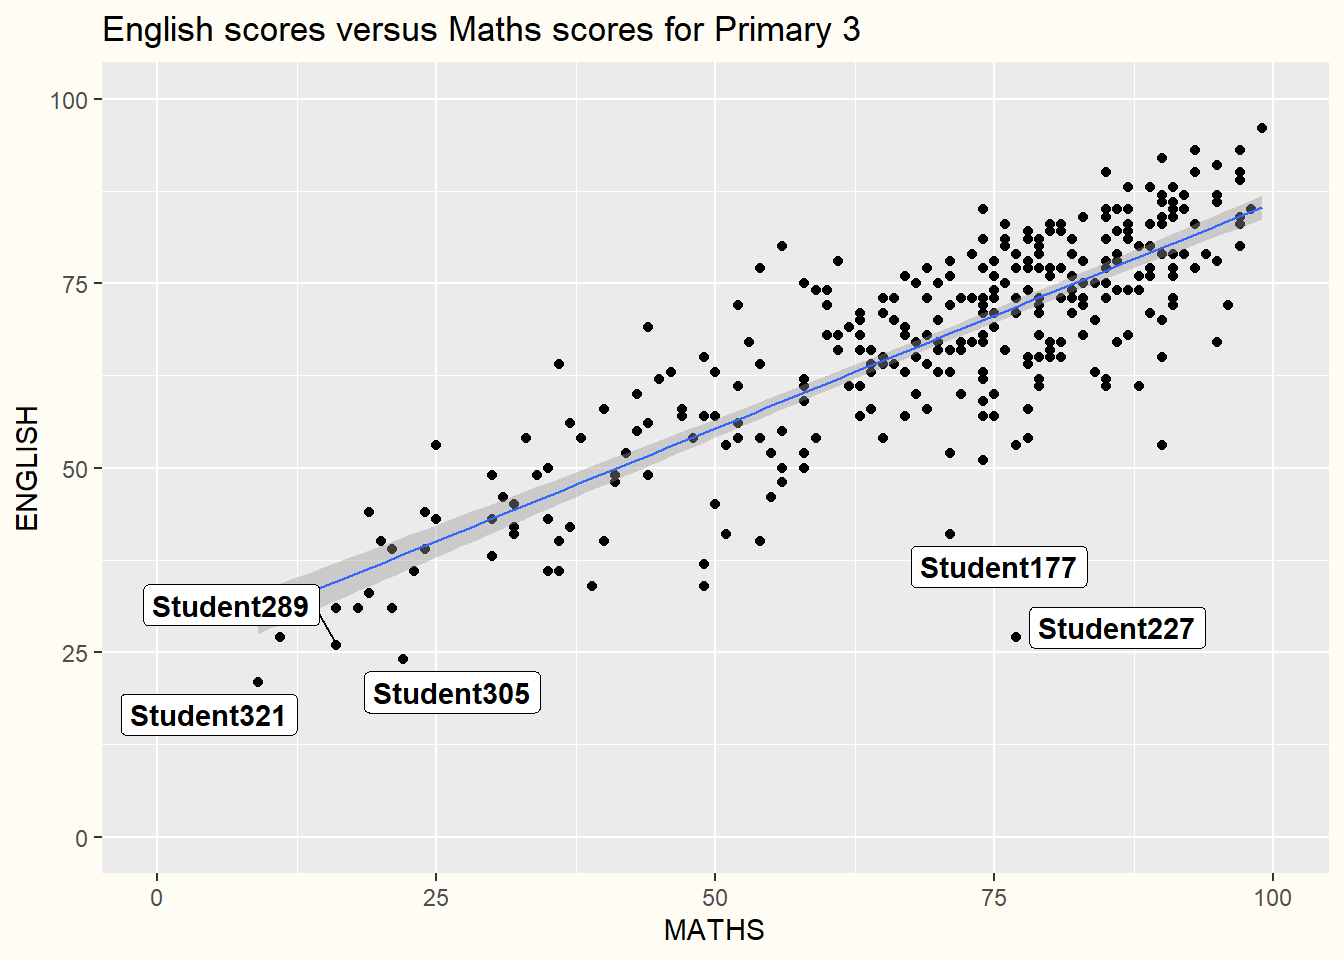 English scores versus Maths scores for Primary 3
100
75
50
25
0
ENGLISH
Student177
Student289
Student227
Student305
Student321
0
25
50
75
100
MATHS